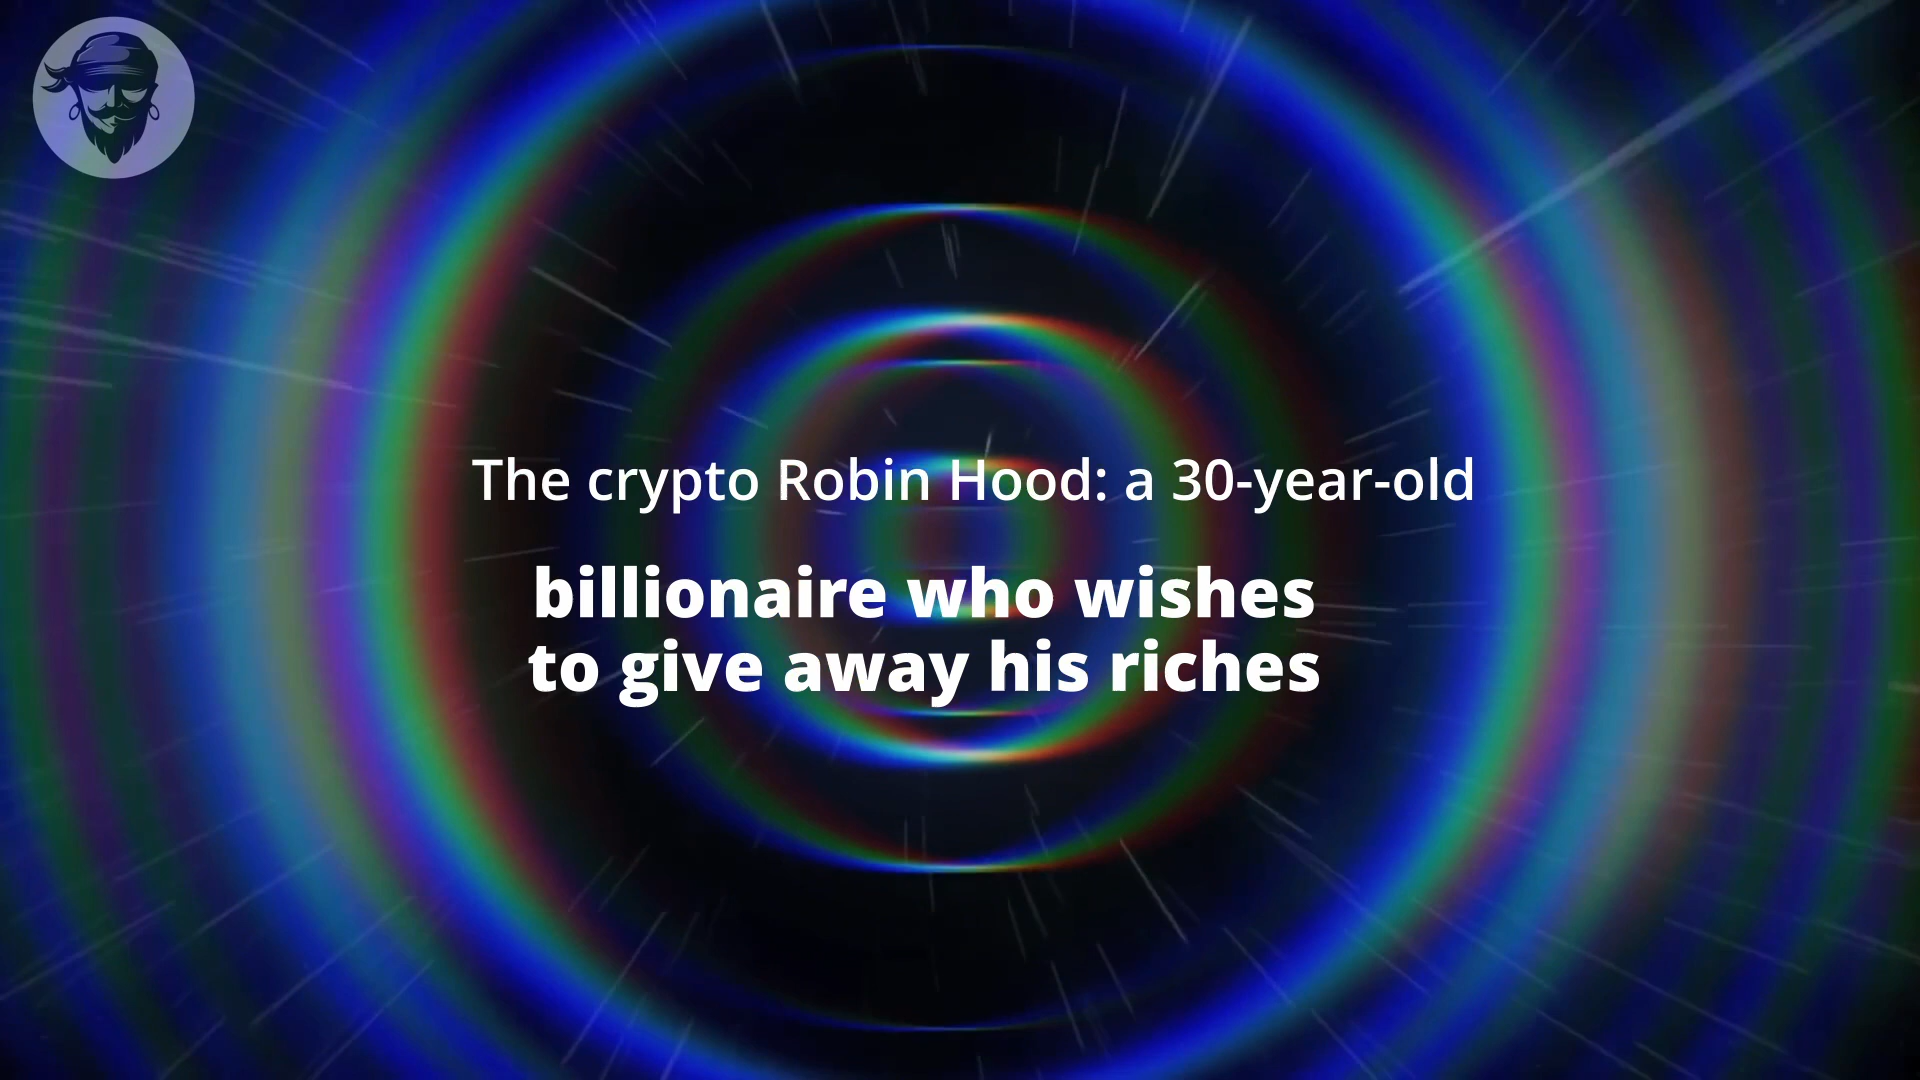 The crypto Robin Hood: a 30-year-old
billionaire who wishes
to give away his riches